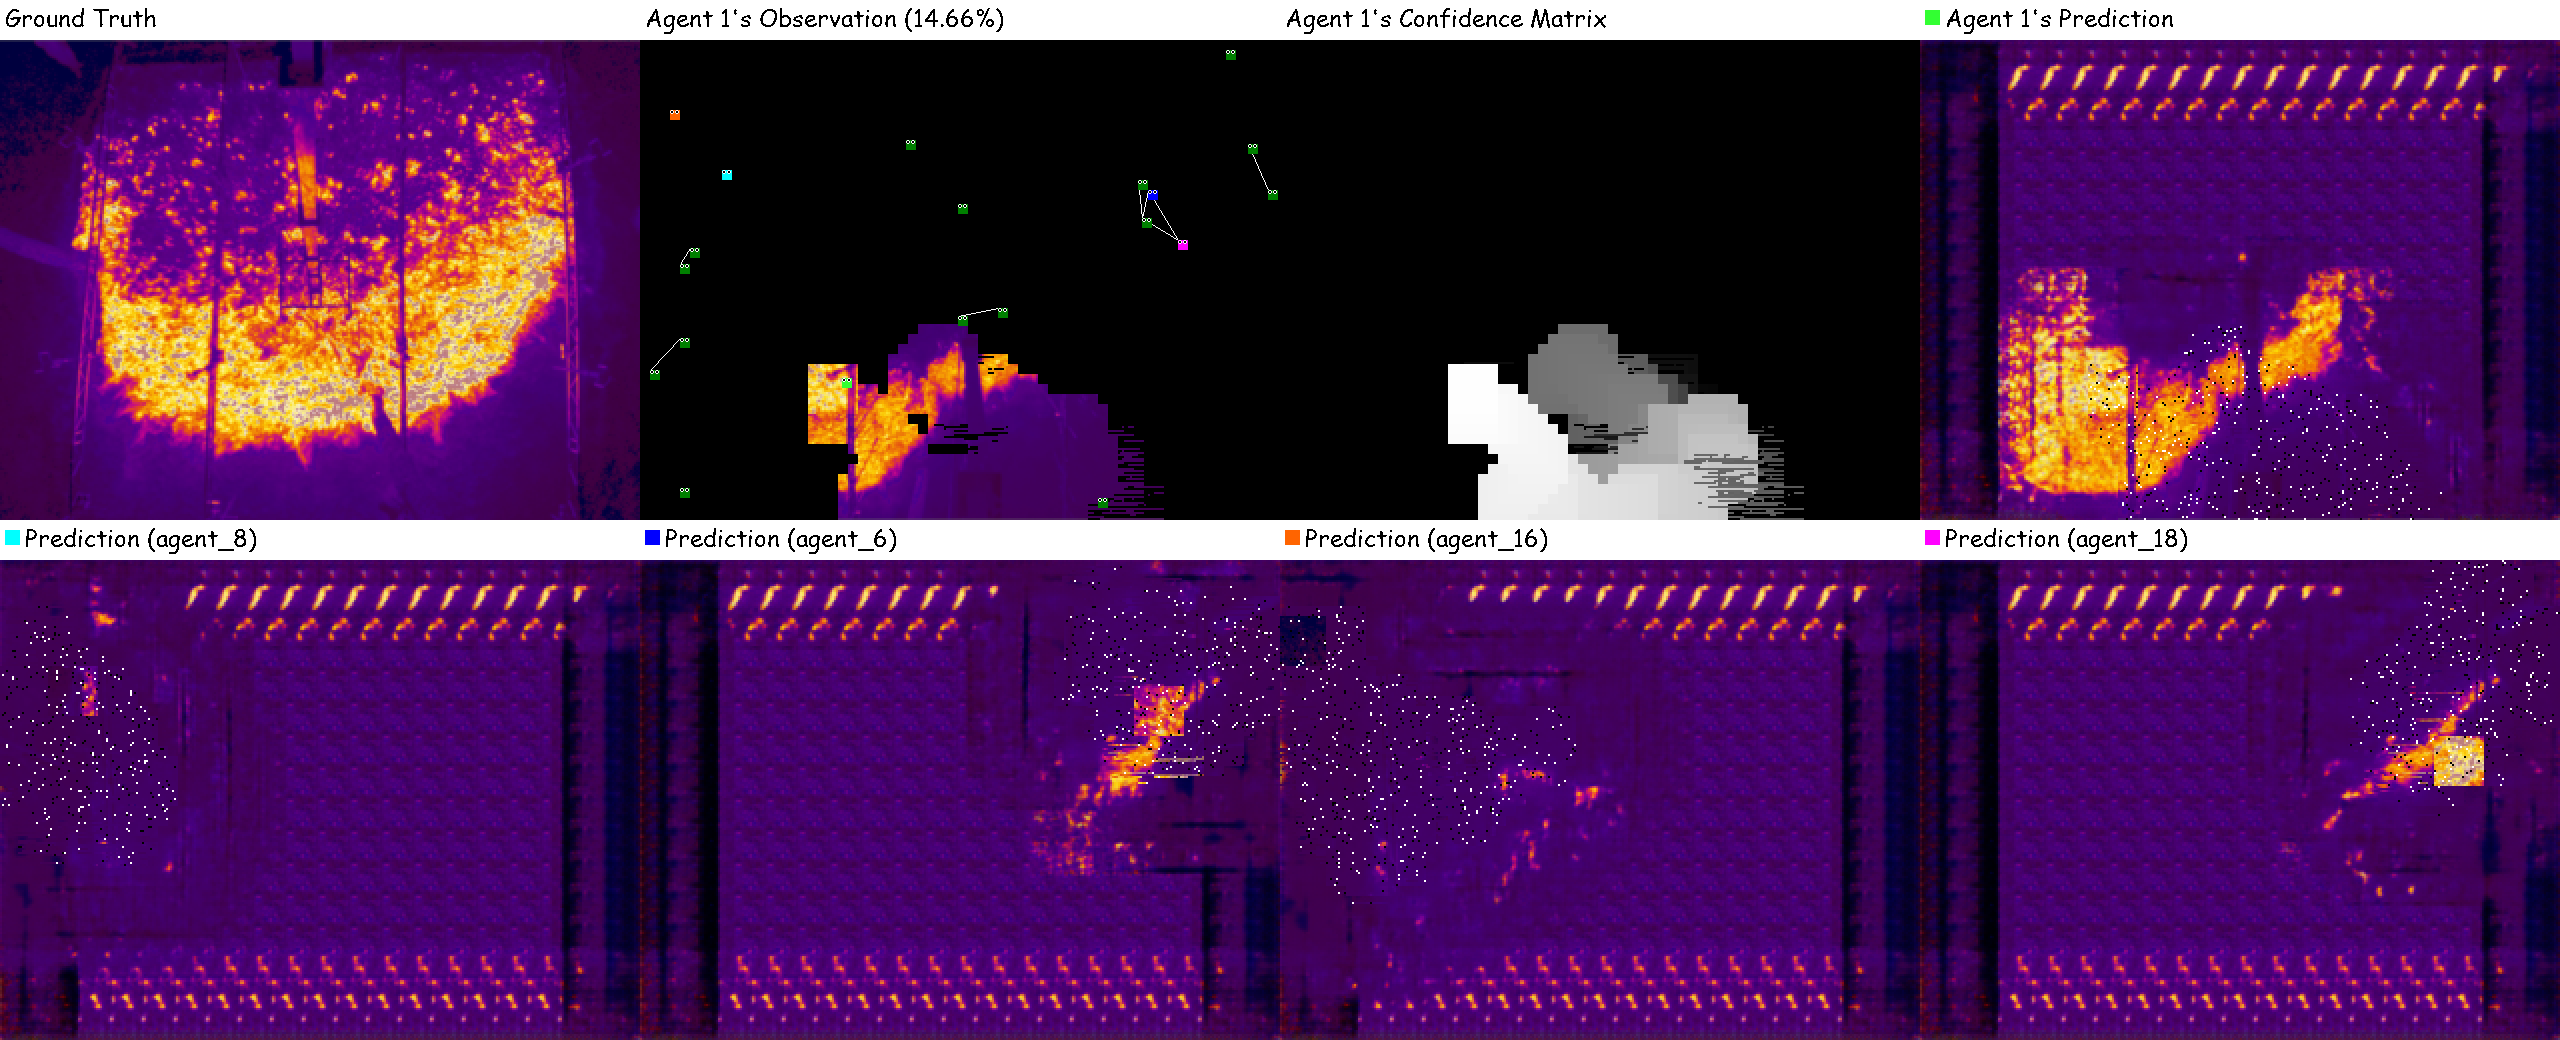 Ground Truth
Agent 1's Observation (14.66%)
Agent 1's Confidence Matrix
Agent 1's Prediction
Prediction (agent_8)
Prediction (agent_6)
Prediction (agent_16)
Prediction (agent_18)